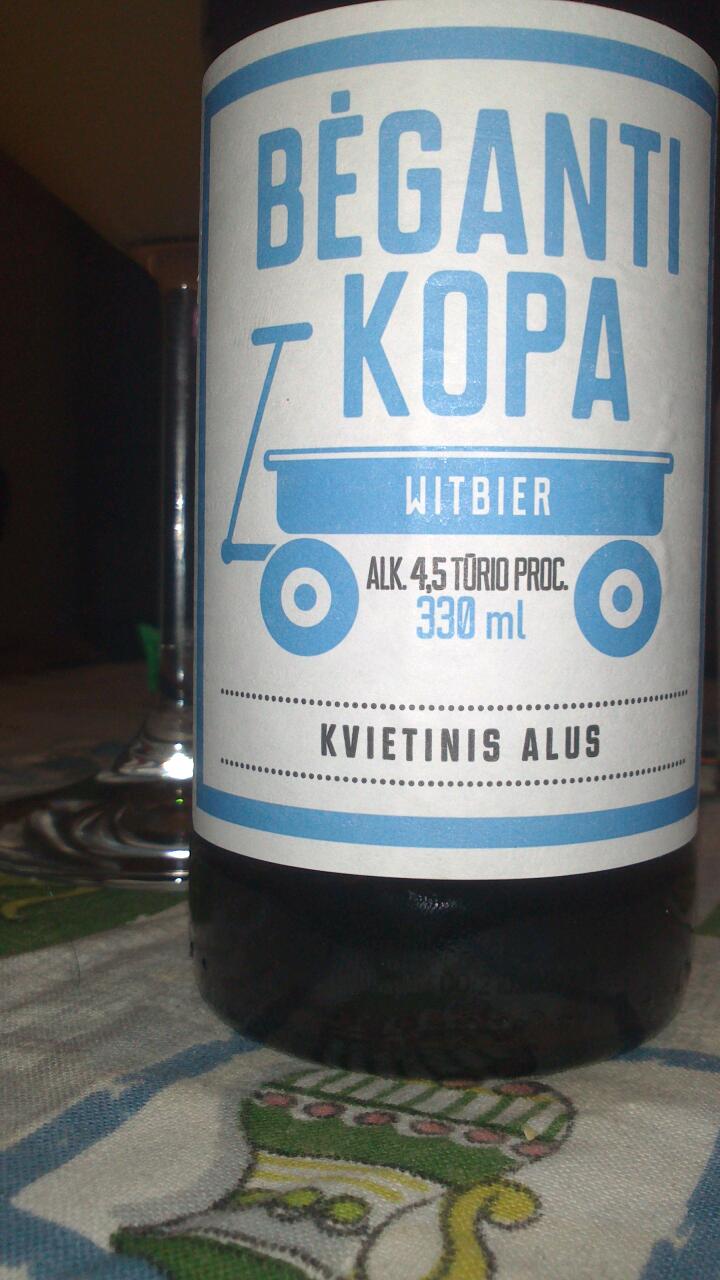 BĖGANTI
KOPA
WITBIER
ALK. 4,5 TŪRIO PROC.
330 ml
KVIETINIS ALUS